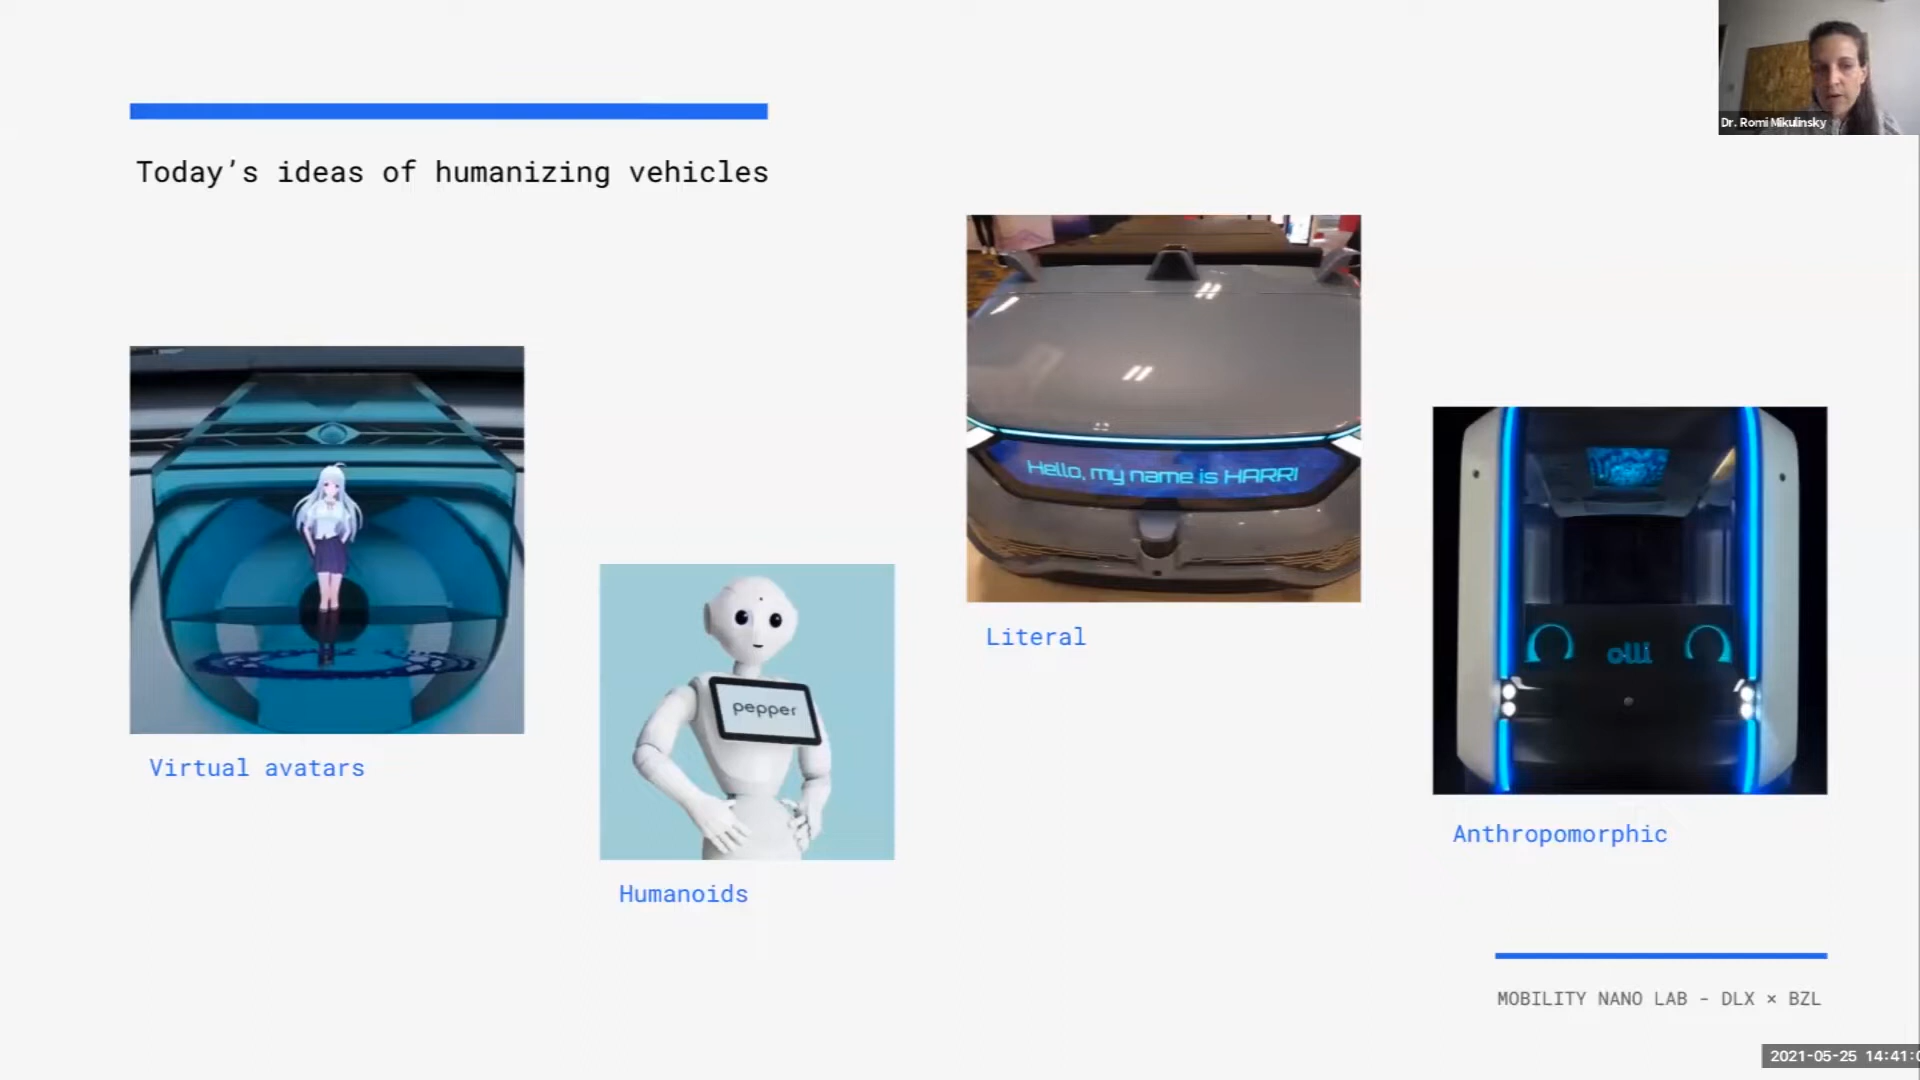 Dr. Romi Mikulinsky
Today’s ideas of humanizing vehicles
Hello, my name is HARRI
Literal
olli
pepper
Virtual avatars
Anthropomorphic
Humanoids
MOBILITY NANO LAB - DLX × BZL
2021-05-25 14:41:0